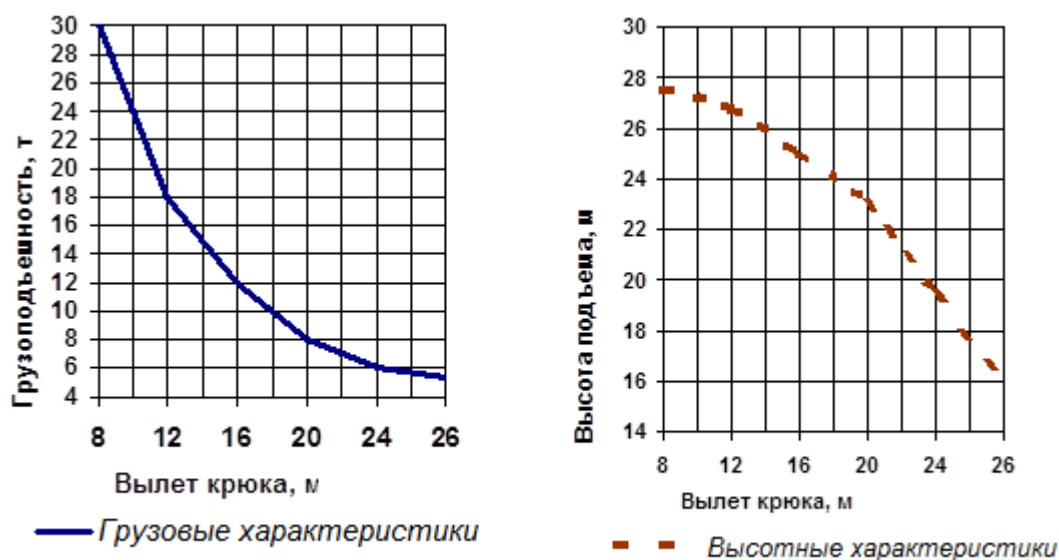 30
28
26
24
22
20
18
16
14
12
10
8
6
4
Грузоподъемность, т
8 12 16 20 24 26
Вылет крюка, м
Грузовые характеристики
30
28
26
24
22
20
18
16
14
Высота подъема, м
8 12 16 20 24 26
Вылет крюка, м
Высотные характеристики